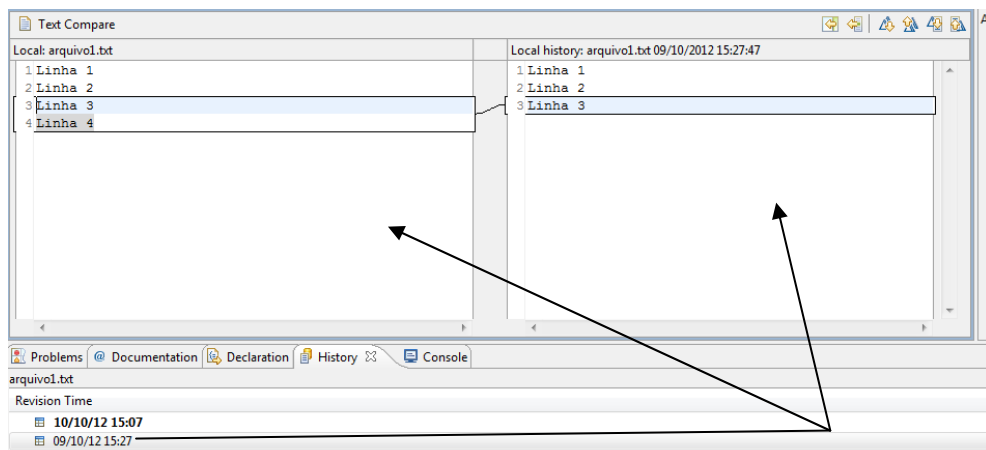 Text Compare
A
Local: arquivo1.txt
Local history: arquivo1.txt 09/10/2012 15:27:47
1 Linha 1
2 Linha 2
3 Linha 3
4 Linha 4
1 Linha 1
2 Linha 2
3 Linha 3
Problems @ Documentation Declaration History Console
arquivo1.txt
Revision Time
10/10/12 15:07
09/10/12 15:27